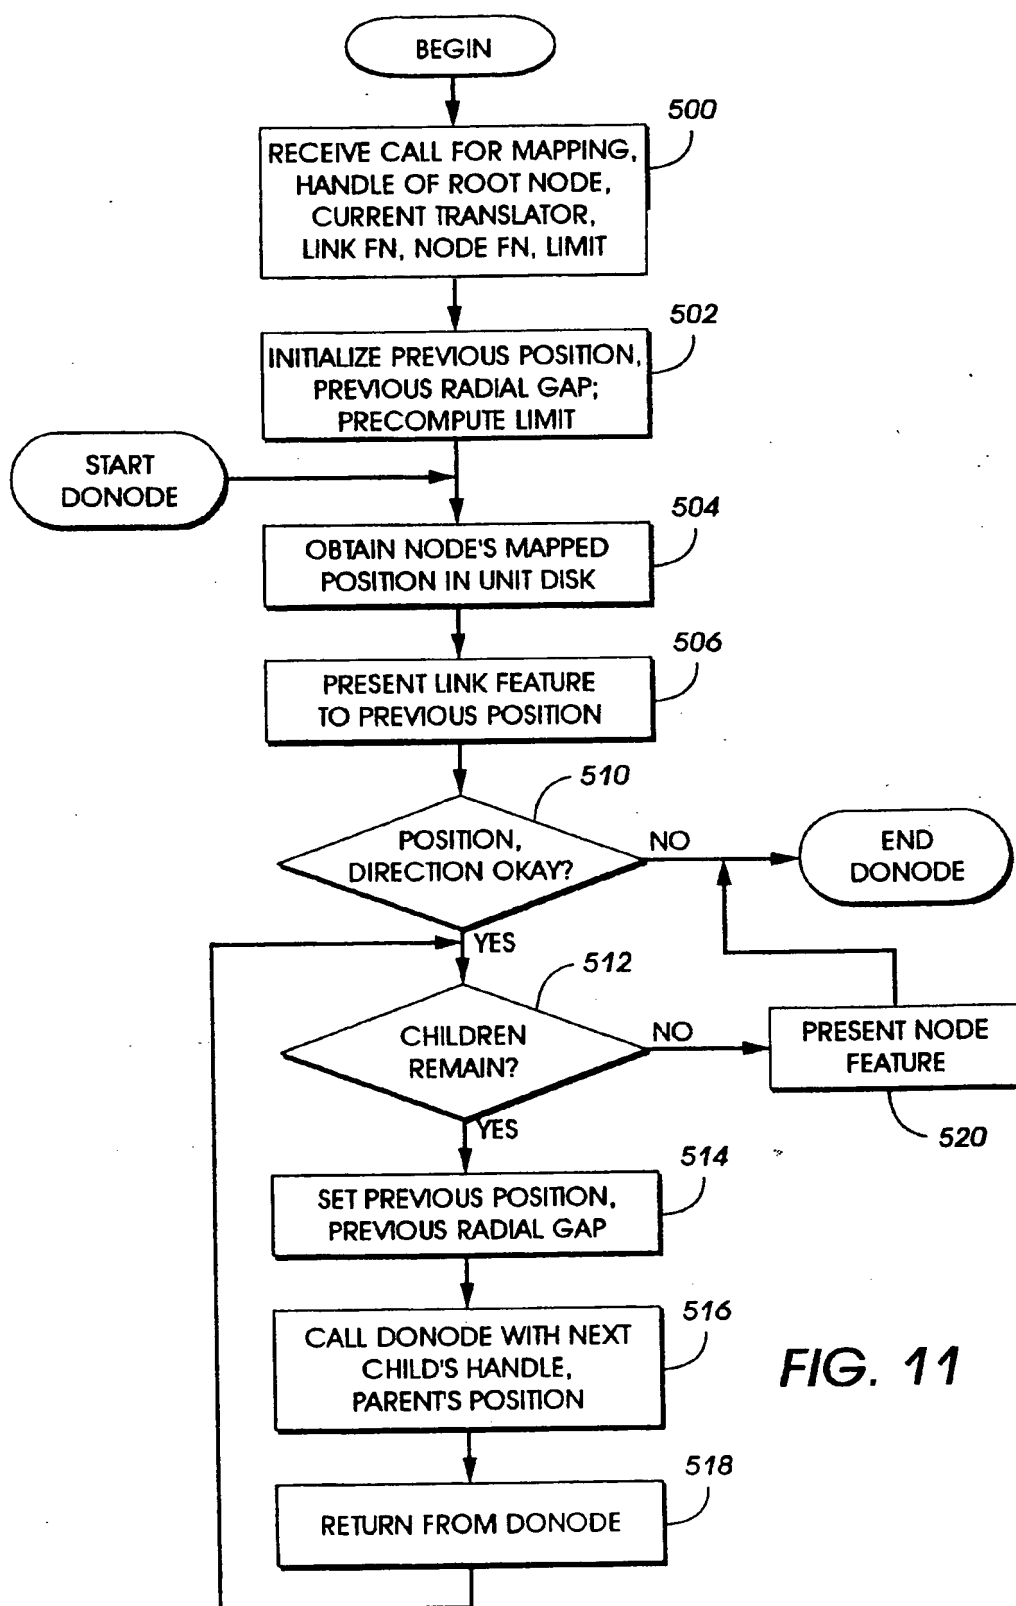 BEGIN
500
RECEIVE CALL FOR MAPPING,
HANDLE OF ROOT NODE,
CURRENT TRANSLATOR,
LINK FN, NODE FN, LIMIT
502
INITIALIZE PREVIOUS POSITION,
PREVIOUS RADIAL GAP;
PRECOMPUTE LIMIT
START
DONODE
504
OBTAIN NODE'S MAPPED
POSITION IN UNIT DISK
506
PRESENT LINK FEATURE
TO PREVIOUS POSITION
510
POSITION,
DIRECTION OKAY?
NO
END
DONODE
YES
512
CHILDREN
REMAIN?
NO
PRESENT NODE
FEATURE
520
YES
514
SET PREVIOUS POSITION,
PREVIOUS RADIAL GAP
516
CALL DONODE WITH NEXT
CHILD'S HANDLE,
PARENT'S POSITION
FIG. 11
518
RETURN FROM DONODE